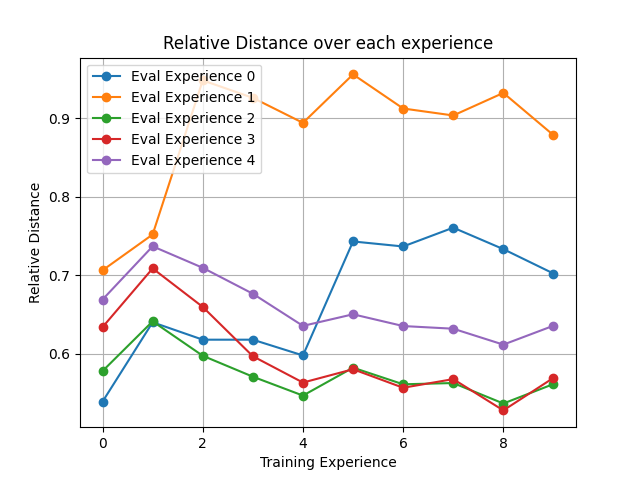 Relative Distance over each experience
Eval Experience 0
Eval Experience 1
Eval Experience 2
Eval Experience 3
Eval Experience 4
0.9
0.8
0.7
0.6
Relative Distance
0 2 4 6 8
Training Experience